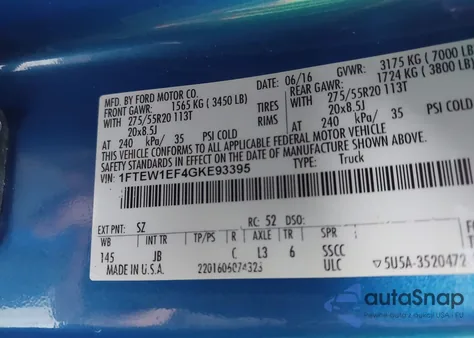 MFD. BY FORD MOTOR CO.
DATE: 06/16 GVWR: 3175 KG ( 7000 LB)
FRONT GAWR: 1565 KG ( 3450 LB)
REAR GAWR: 1724 KG ( 3800 LB)
WITH 275/55R20 113T TIRES WITH 275/55R20 113T
20x8.5J RIMS 20x8.5J
AT 240 kPa/ 35 PSI COLD AT 240 kPa/ 35 PSI COLD
THIS VEHICLE CONFORMS TO ALL APPLICABLE FEDERAL MOTOR VEHICLE
SAFETY STANDARDS IN EFFECT ON THE DATE OF MANUFACTURE SHOWN ABOVE.
VIN: 1FTEW1EF4GKE93395
TYPE: Truck
EXT PNT: SZ RC: 52 DSO:
WB INT TR TP/PS R AXLE TR SPR
145 JB C L3 6 SSCC
MADE IN U.S.A. 2201606074323 ULC 5U5A-3520472
autoSnap